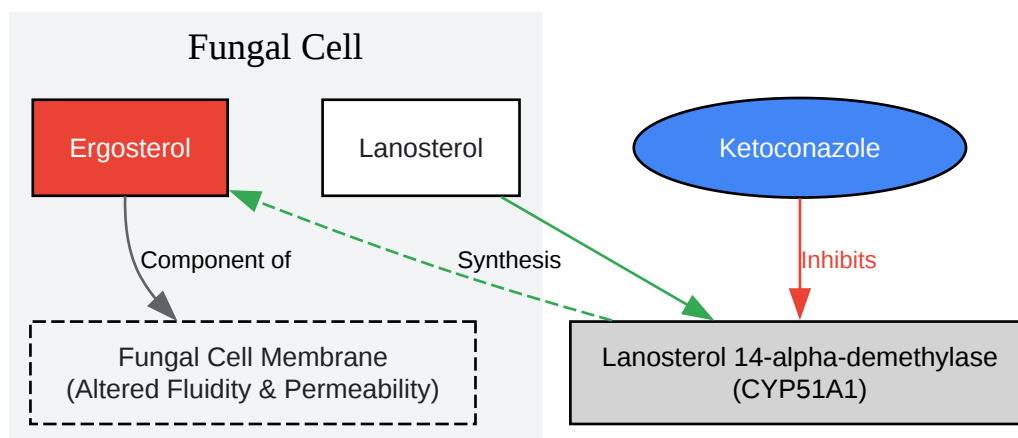 Fungal Cell
Ergosterol
Lanosterol
Ketoconazole
Component of
Synthesis
Inhibits
Fungal Cell Membrane
(Altered Fluidity & Permeability)
Lanosterol 14-alpha-demethylase
(CYP51A1)